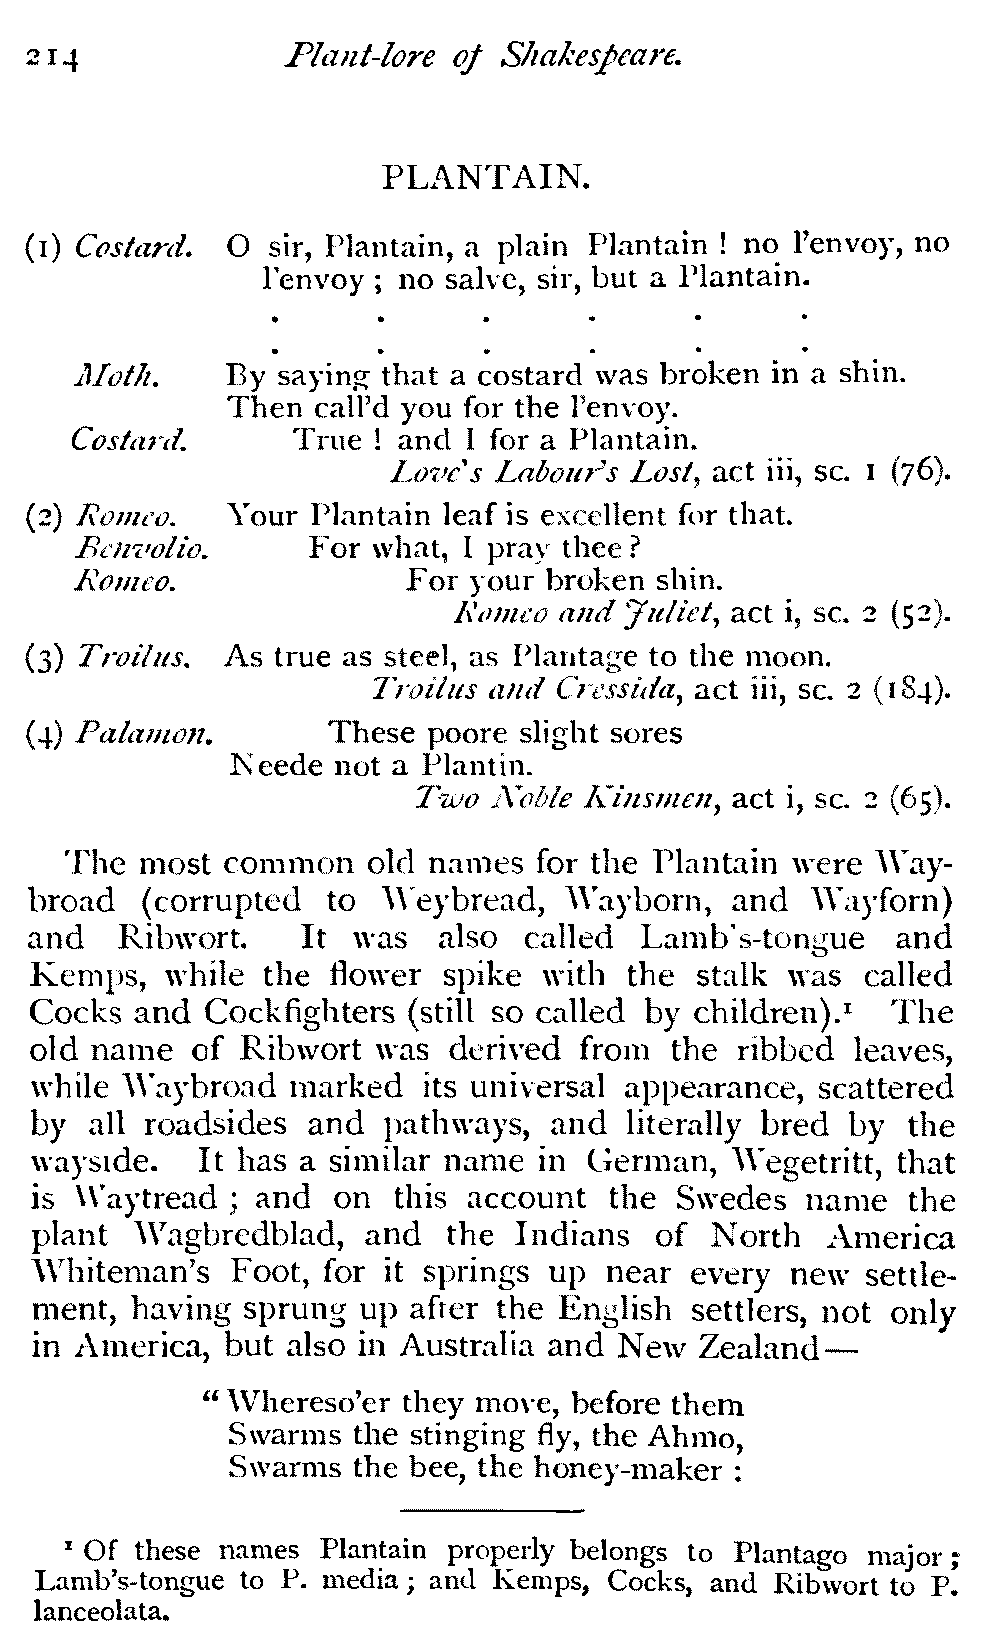 214 Plant-lore of Shakespeare.
PLANTAIN.
(1) Costard. O sir, Plantain, a plain Plantain ! no l'envoy, no
l'envoy ; no salve, sir, but a Plantain.
. . . . . .
. . . . . .
Moth. By saying that a costard was broken in a shin.
Then call'd you for the l'envoy.
Costard. True ! and I for a Plantain.
Love's Labour's Lost, act iii, sc. 1 (76).
(2) Romeo. Your Plantain leaf is excellent for that.
Benvolio. For what, I pray thee?
Romeo. For your broken shin.
Romeo and Juliet, act i, sc. 2 (52).
(3) Troilus. As true as steel, as Plantage to the moon.
Troilus and Cressida, act iii, sc. 2 (184).
(4) Palamon. These poore slight sores
Neede not a Plantin.
Two Noble Kinsmen, act i, sc. 2 (65).
The most common old names for the Plantain were Way-
broad (corrupted to Weybread, Wayborn, and Wayforn)
and Ribwort. It was also called Lamb's-tongue and
Kemps, while the flower spike with the stalk was called
Cocks and Cockfighters (still so called by children).¹ The
old name of Ribwort was derived from the ribbed leaves,
while Waybroad marked its universal appearance, scattered
by all roadsides and pathways, and literally bred by the
wayside. It has a similar name in German, Wegetritt, that
is Waytread ; and on this account the Swedes name the
plant Wagbredblad, and the Indians of North America
Whiteman's Foot, for it springs up near every new settle-
ment, having sprung up after the English settlers, not only
in America, but also in Australia and New Zealand—
“Whereso'er they move, before them
Swarms the stinging fly, the Ahmo,
Swarms the bee, the honey-maker :
¹ Of these names Plantain properly belongs to Plantago major ;
Lamb's-tongue to P. media ; and Kemps, Cocks, and Ribwort to P.
lanceolata.